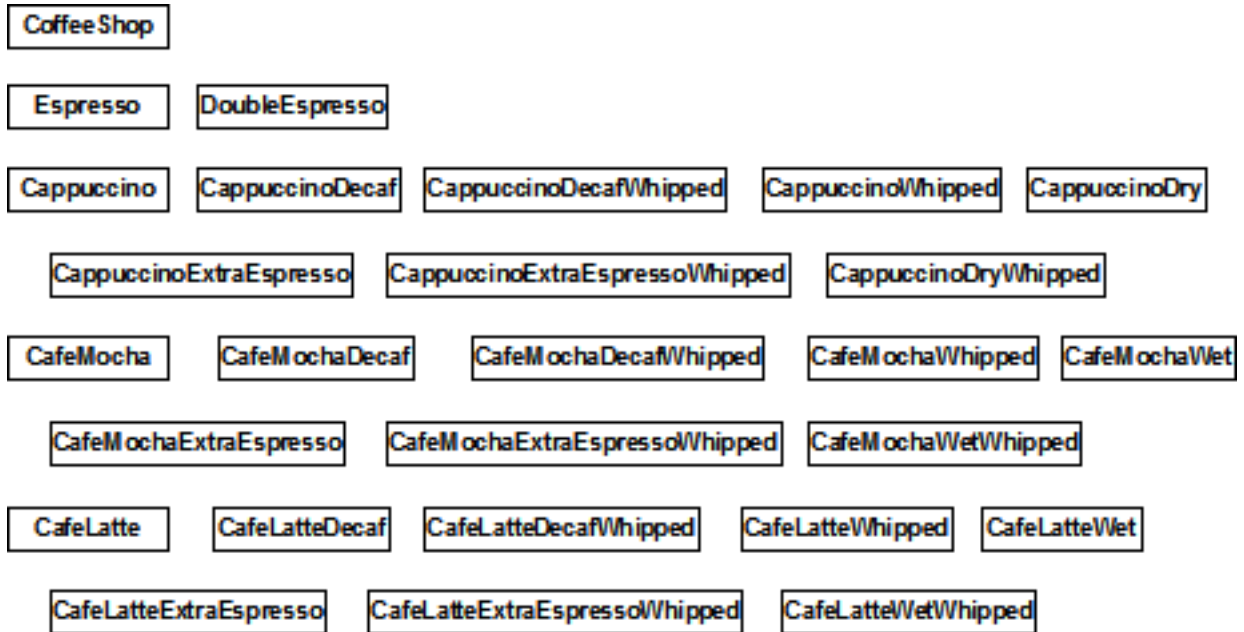 CoffeeShop
Espresso DoubleEspresso
Cappuccino CappuccinoDecaf CappuccinoDecafWhipped CappuccinoWhipped CappuccinoDry
CappuccinoExtraEspresso CappuccinoExtraEspressoWhipped CappuccinoDryWhipped
CafeMocha CafeMochaDecaf CafeMochaDecafWhipped CafeMochaWhipped CafeMochaWet
CafeMochaExtraEspresso CafeMochaExtraEspressoWhipped CafeMochaWetWhipped
CafeLatte CafeLatteDecaf CafeLatteDecafWhipped CafeLatteWhipped CafeLatteWet
CafeLatteExtraEspresso CafeLatteExtraEspressoWhipped CafeLatteWetWhipped